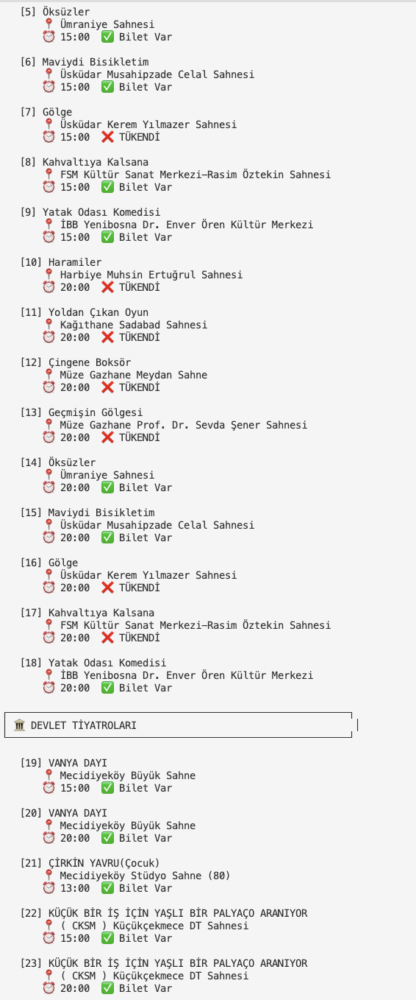 [5] Öksüzler
📍 Ümraniye Sahnesi
⏰ 15:00 ✅ Bilet Var
[6] Maviydi Bisikletim
📍 Üsküdar Musahipzade Celal Sahnesi
⏰ 15:00 ✅ Bilet Var
[7] Gölge
📍 Üsküdar Kerem Yılmazer Sahnesi
⏰ 15:00 ❌ TÜKENDİ
[8] Kahvaltıya Kalsana
📍 FSM Kültür Sanat Merkezi–Rasim Öztekin Sahnesi
⏰ 15:00 ✅ Bilet Var
[9] Yatak Odası Komedisi
📍 İBB Yenibosna Dr. Enver Ören Kültür Merkezi
⏰ 15:00 ✅ Bilet Var
[10] Haramiler
📍 Harbiye Muhsin Ertuğrul Sahnesi
⏰ 20:00 ❌ TÜKENDİ
[11] Yoldan Çıkan Oyun
📍 Kağıthane Sadabad Sahnesi
⏰ 20:00 ❌ TÜKENDİ
[12] Çingene Boksör
📍 Müze Gazhane Meydan Sahne
⏰ 20:00 ❌ TÜKENDİ
[13] Geçmişin Gölgesi
📍 Müze Gazhane Prof. Dr. Sevda Şener Sahnesi
⏰ 20:00 ❌ TÜKENDİ
[14] Öksüzler
📍 Ümraniye Sahnesi
⏰ 20:00 ✅ Bilet Var
[15] Maviydi Bisikletim
📍 Üsküdar Musahipzade Celal Sahnesi
⏰ 20:00 ✅ Bilet Var
[16] Gölge
📍 Üsküdar Kerem Yılmazer Sahnesi
⏰ 20:00 ❌ TÜKENDİ
[17] Kahvaltıya Kalsana
📍 FSM Kültür Sanat Merkezi–Rasim Öztekin Sahnesi
⏰ 20:00 ❌ TÜKENDİ
[18] Yatak Odası Komedisi
📍 İBB Yenibosna Dr. Enver Ören Kültür Merkezi
⏰ 20:00 ✅ Bilet Var
🏛️ DEVLET TİYATROLARI
[19] VANYA DAYI
📍 Mecidiyeköy Büyük Sahne
⏰ 15:00 ✅ Bilet Var
[20] VANYA DAYI
📍 Mecidiyeköy Büyük Sahne
⏰ 20:00 ✅ Bilet Var
[21] ÇİRKİN YAVRU(Çocuk)
📍 Mecidiyeköy Stüdyo Sahne (80)
⏰ 13:00 ✅ Bilet Var
[22] KÜÇÜK BİR İŞ İÇİN YAŞLI BİR PALYAÇO ARANIYOR
📍 ( CKSM ) Küçükçekmece DT Sahnesi
⏰ 15:00 ✅ Bilet Var
[23] KÜÇÜK BİR İŞ İÇİN YAŞLI BİR PALYAÇO ARANIYOR
📍 ( CKSM ) Küçükçekmece DT Sahnesi
⏰ 20:00 ✅ Bilet Var